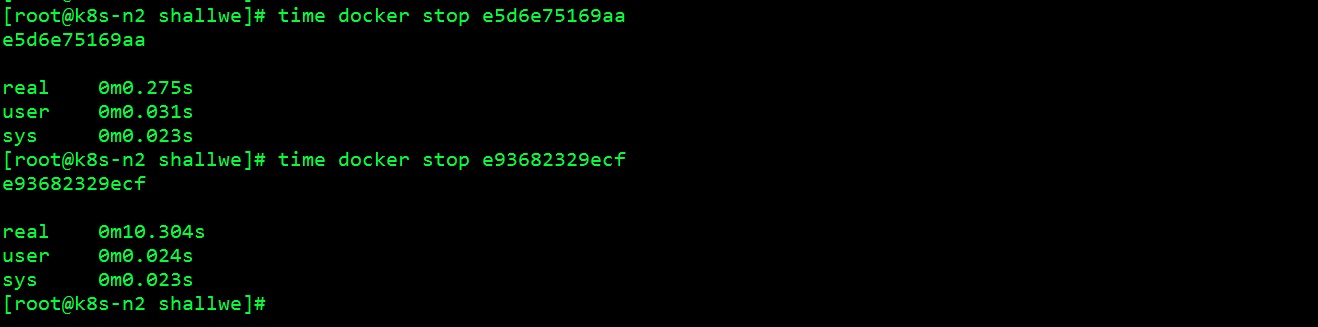 [root@k8s-n2 shallwe]# time docker stop e5d6e75169aa
e5d6e75169aa
real    0m0.275s
user    0m0.031s
sys     0m0.023s
[root@k8s-n2 shallwe]# time docker stop e93682329ecf
e93682329ecf
real    0m10.304s
user    0m0.024s
sys     0m0.023s
[root@k8s-n2 shallwe]#